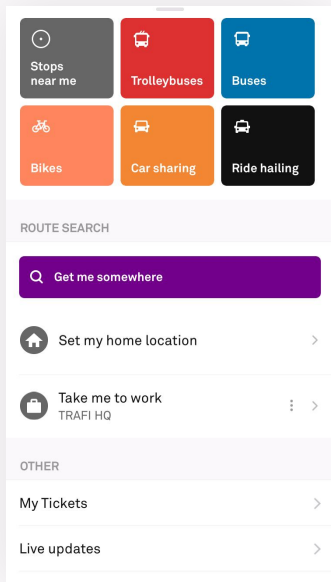 Stops
near me
Trolleybuses
Buses
Bikes
Car sharing
Ride hailing
ROUTE SEARCH
Get me somewhere
Set my home location
Take me to work
TRAFI HQ
OTHER
My Tickets
Live updates